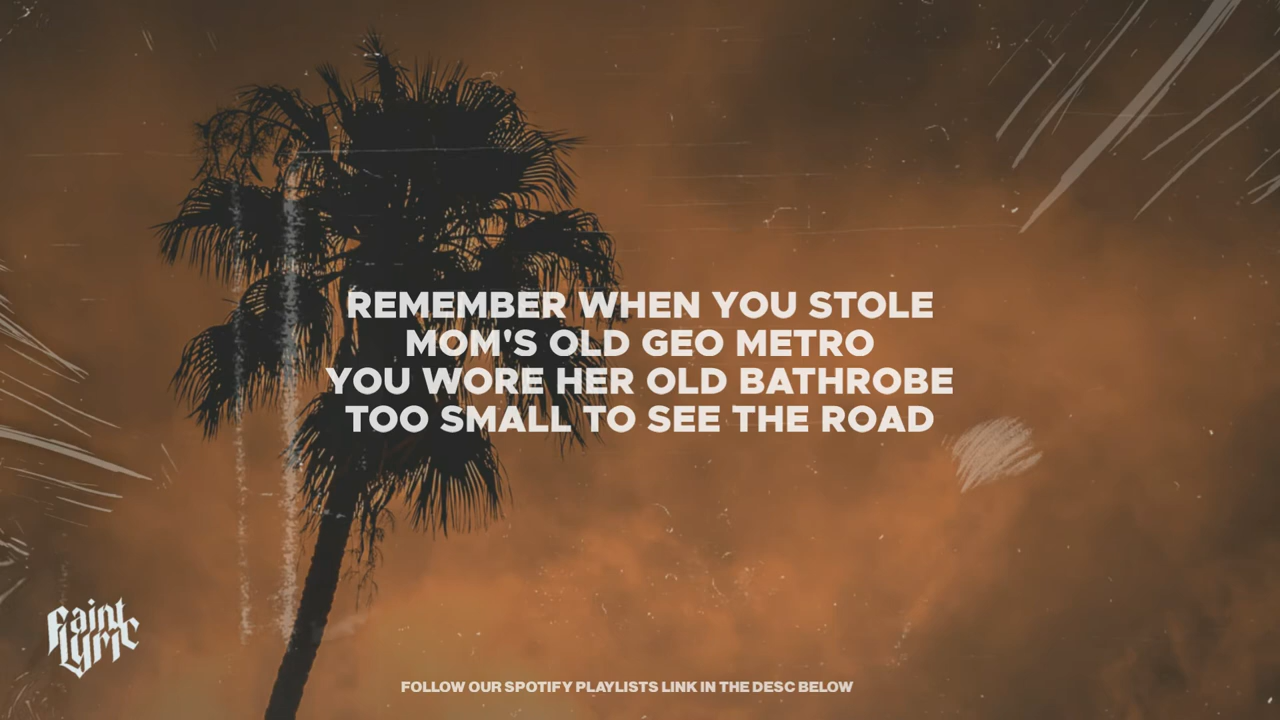 REMEMBER WHEN YOU STOLE
MOM'S OLD GEO METRO
YOU WORE HER OLD BATHROBE
TOO SMALL TO SEE THE ROAD
Faint
Lyric
FOLLOW OUR SPOTIFY PLAYLISTS LINK IN THE DESC BELOW